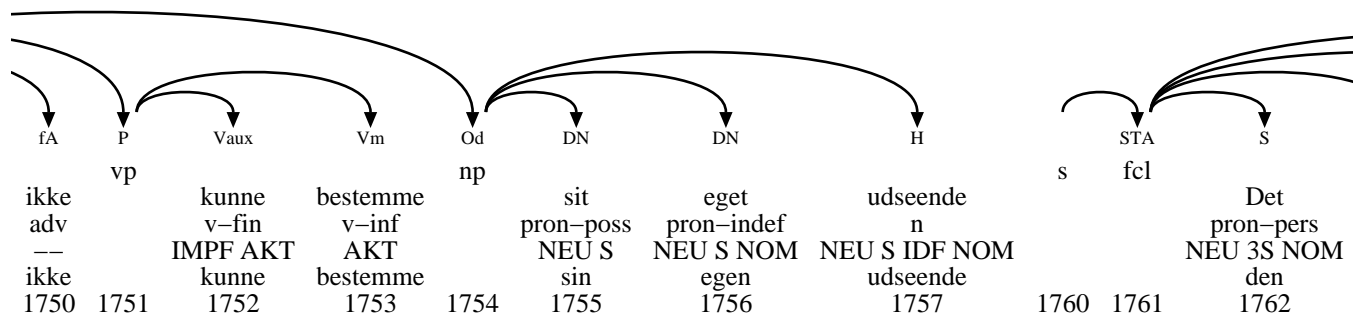 fA P Vaux Vm Od DN DN H STA S
vp np s fcl
ikke kunne bestemme sit eget udseende Det
adv v−fin v−inf pron−poss pron−indef n pron−pers
−− IMPF AKT AKT NEU S NEU S NOM NEU S IDF NOM NEU 3S NOM
ikke kunne bestemme sin egen udseende den
1750 1751 1752 1753 1754 1755 1756 1757 1760 1761 1762